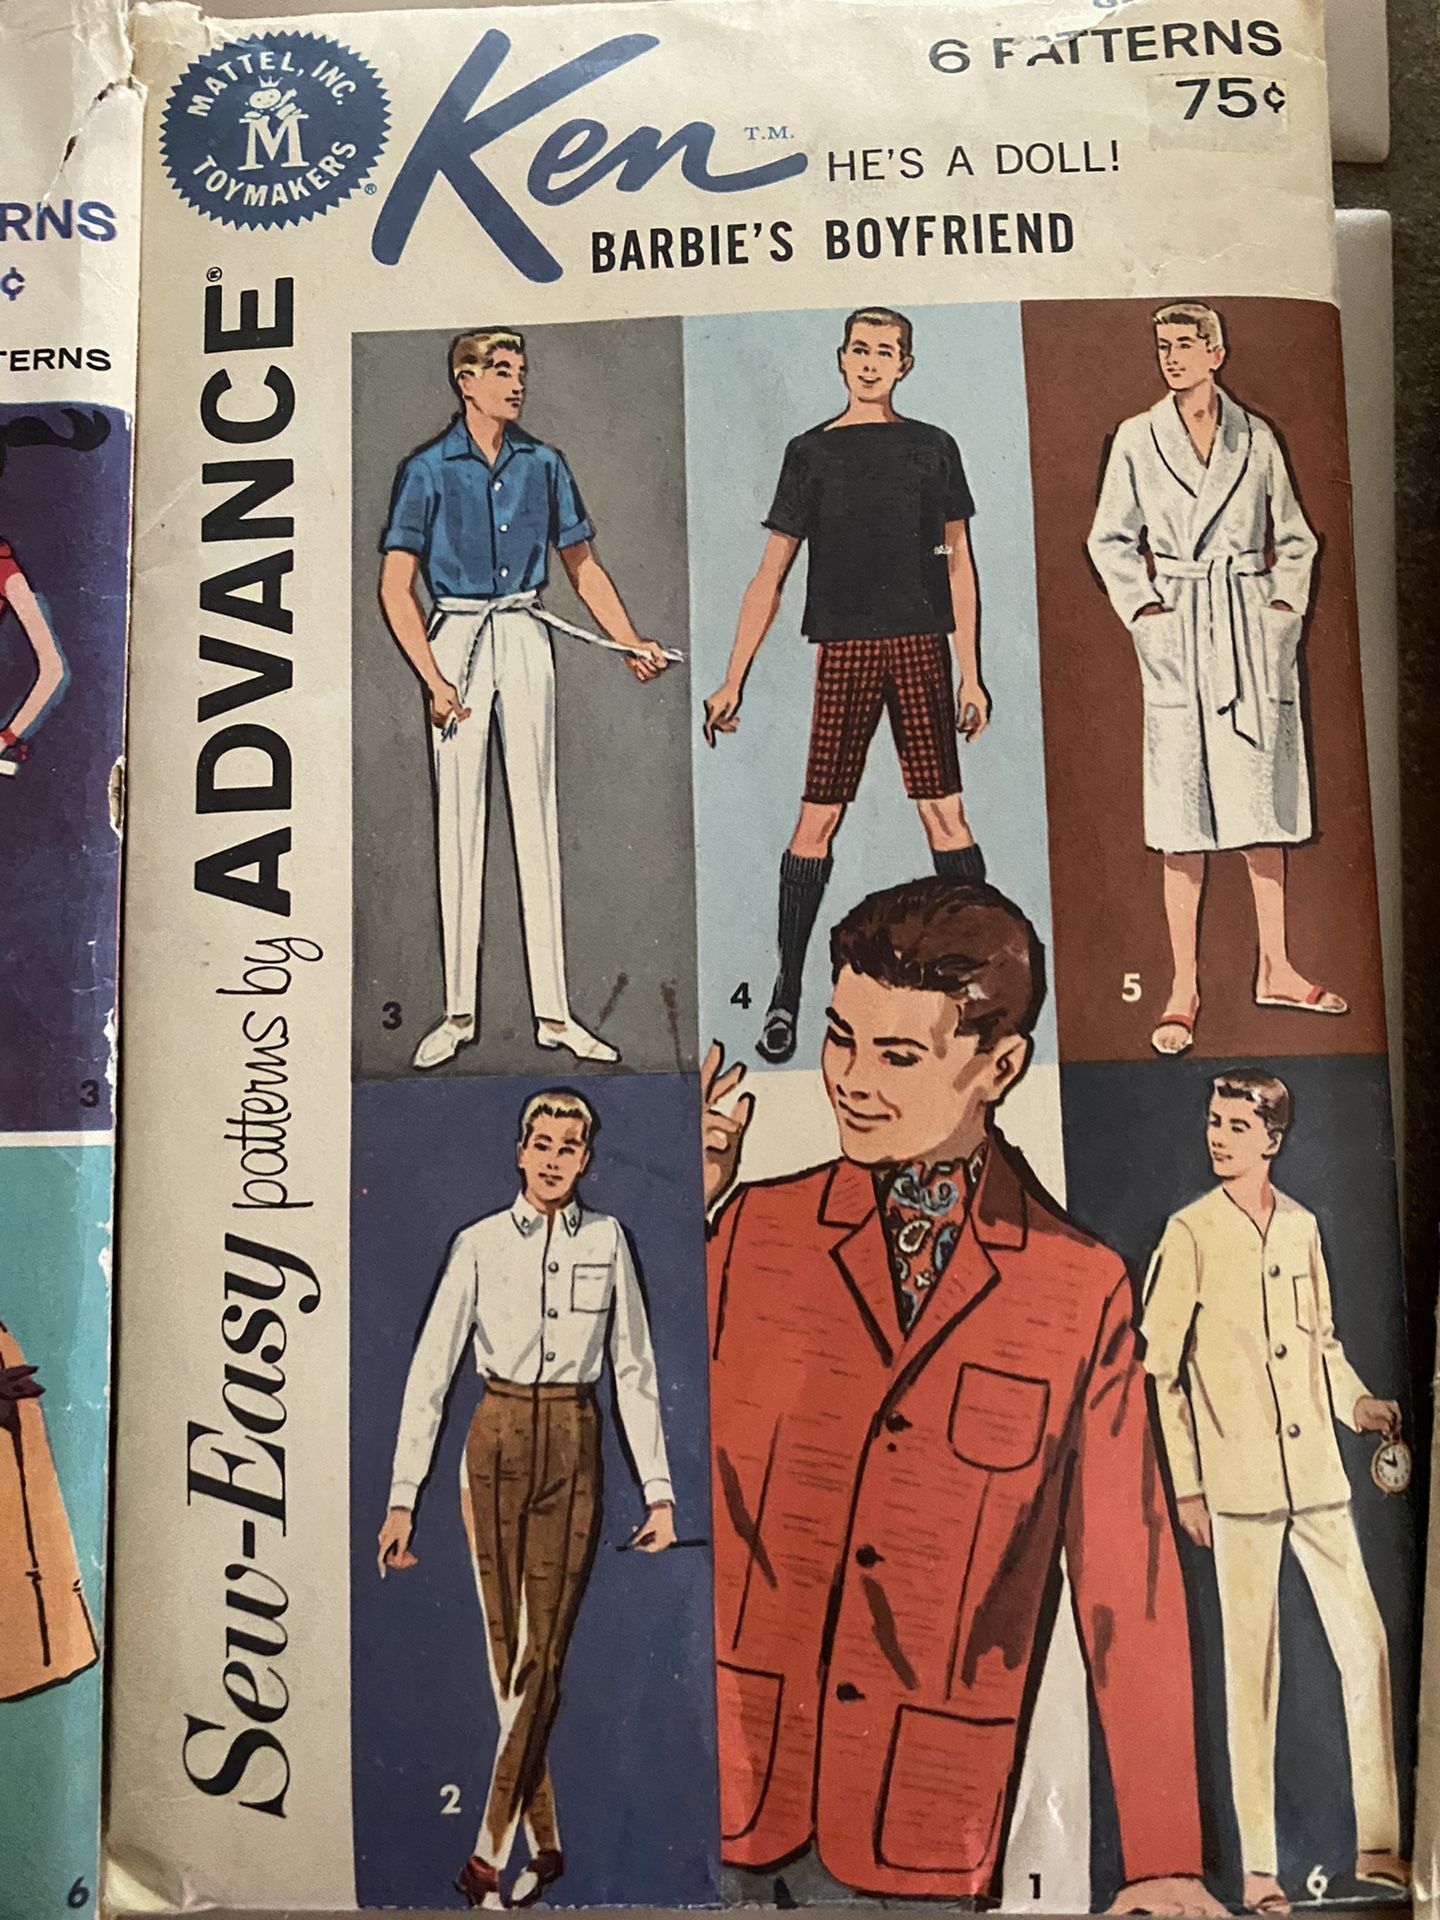 RNS
¢
TERNS
3
6
MATTEL, INC.
M
TOYMAKERS
®
Ken T.M.
HE'S A DOLL!
BARBIE'S BOYFRIEND
6 PATTERNS
75¢
Sew-Easy patterns by ADVANCE®
3
4
5
2
1
6